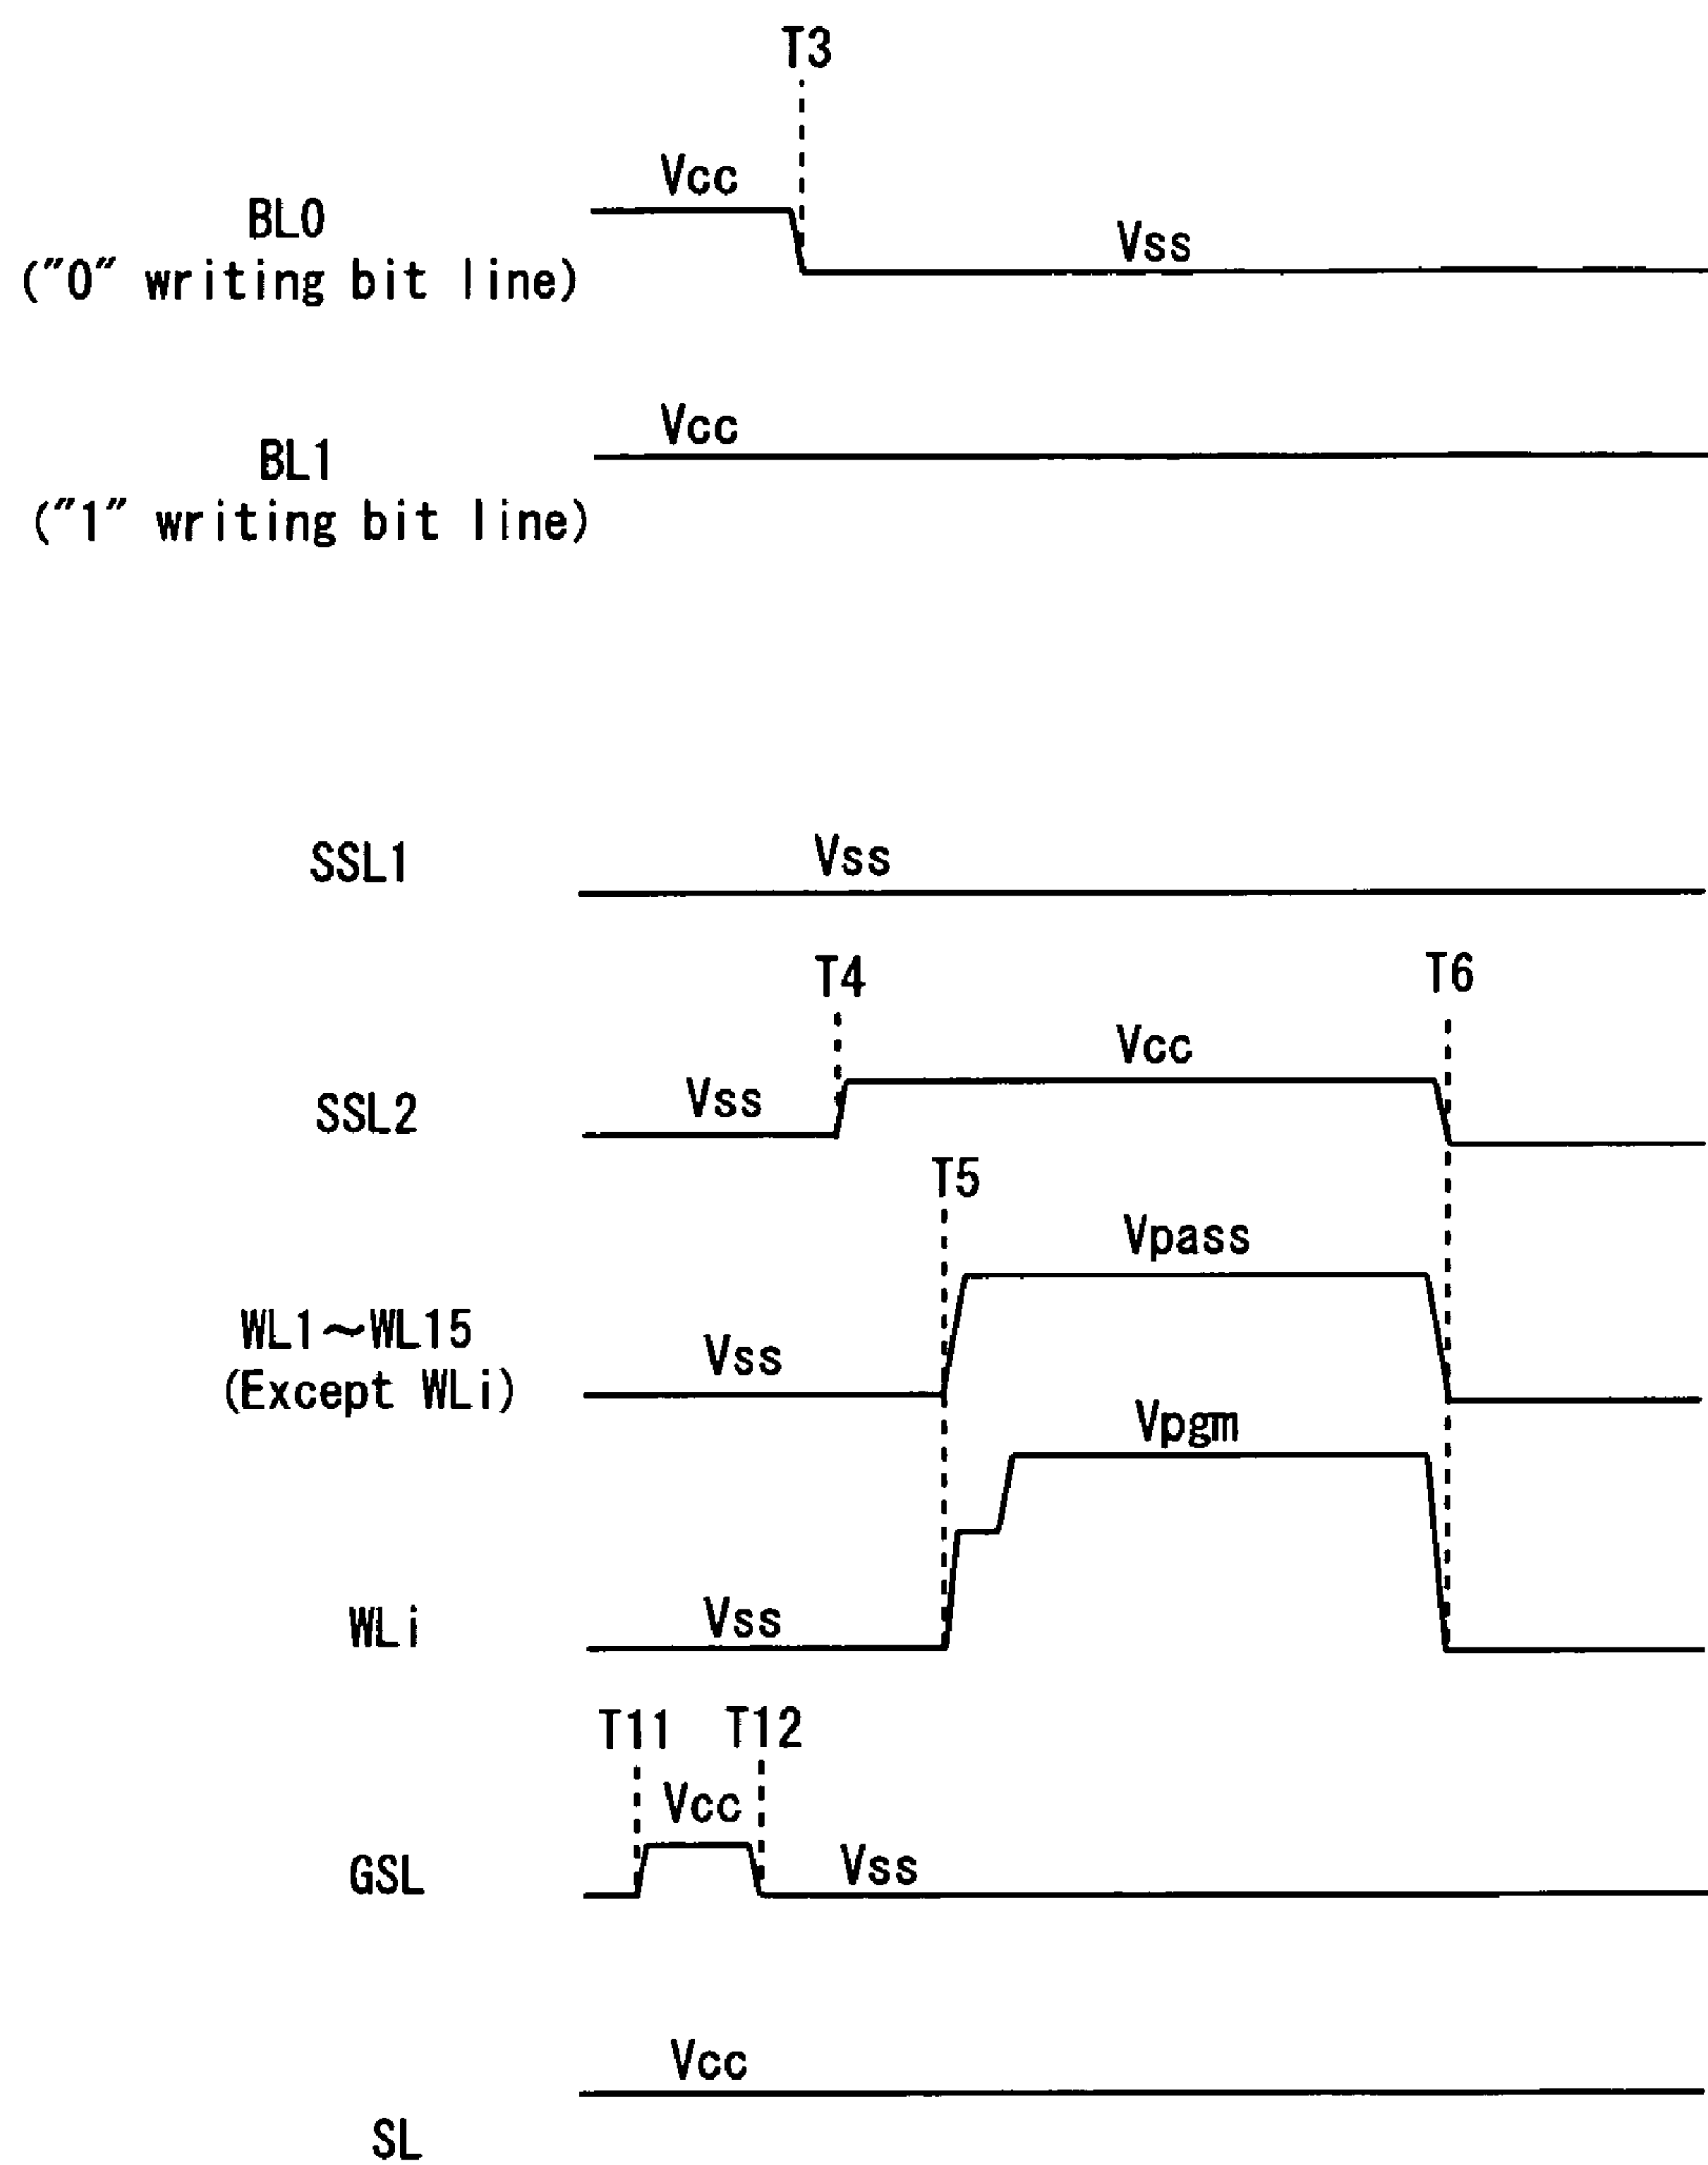 T3
Vcc
BL0
Vss
("0" writing bit line)
Vcc
BL1
("1" writing bit line)
Vss
SSL1
T4
T6
Vcc
Vss
SSL2
T5
Vpass
WL1～WL15
Vss
(Except WLi)
Vpgm
Vss
WLi
T11 T12
Vcc
GSL
Vss
Vcc
SL